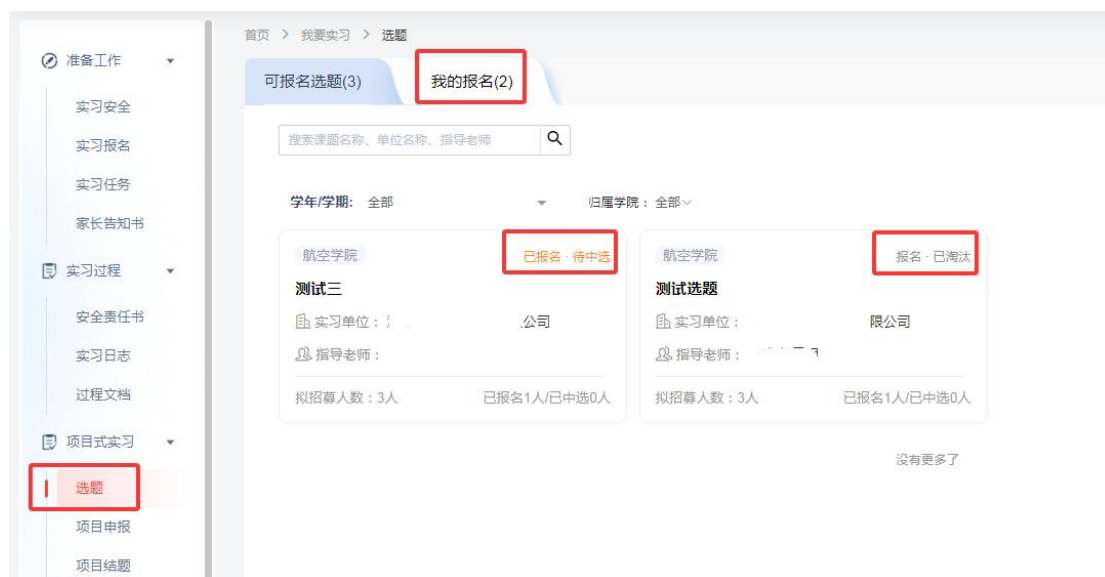 首页 > 我要实习 > 选题
准备工作
实习安全
实习报名
实习任务
家长告知书
实习过程
安全责任书
实习日志
过程文档
项目式实习
选题
项目申报
项目结题
可报名选题(3)
我的报名(2)
搜索课题名称、单位名称、指导老师
学年/学期: 全部
归属学院: 全部
航空学院
已报名 · 待中选
测试三
实习单位:
公司
指导老师:
拟招募人数:3人
已报名1人/已中选0人
航空学院
报名 · 已淘汰
测试选题
实习单位:
限公司
指导老师:
拟招募人数:3人
已报名1人/已中选0人
没有更多了